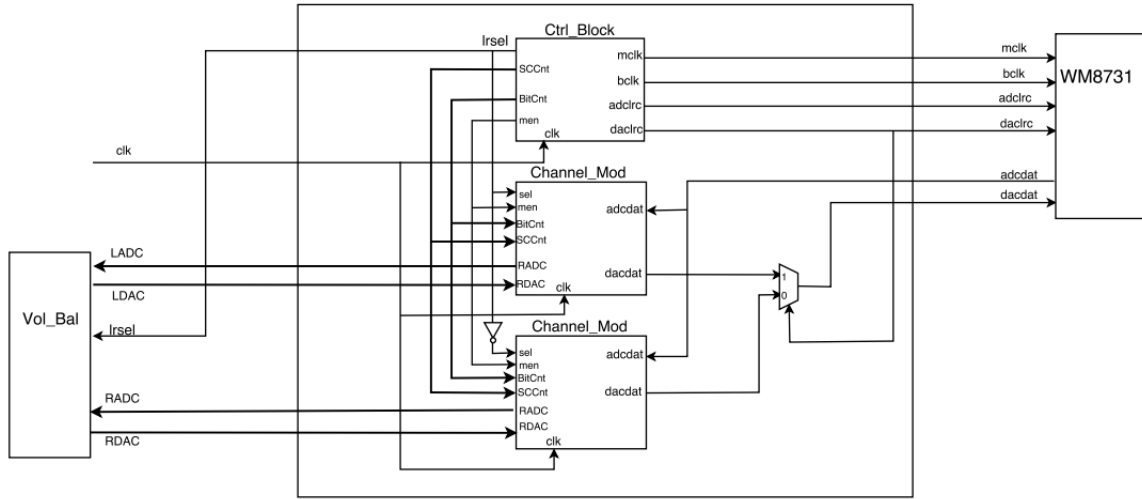 Ctrl_Block
lrsel
mclk
mclk
SCCnt
bclk
bclk
WM8731
BitCnt
adclrc
adclrc
men
clk
daclrc
daclrc
clk
Channel_Mod
adcdat
sel
men
adcdat
dacdat
BitCnt
SCCnt
LADC
RADC
dacdat
1
RDAC
clk
LDAC
0
Vol_Bal
lrsel
Channel_Mod
sel
adcdat
men
BitCnt
SCCnt
dacdat
RADC
RADC
RDAC
RDAC
clk